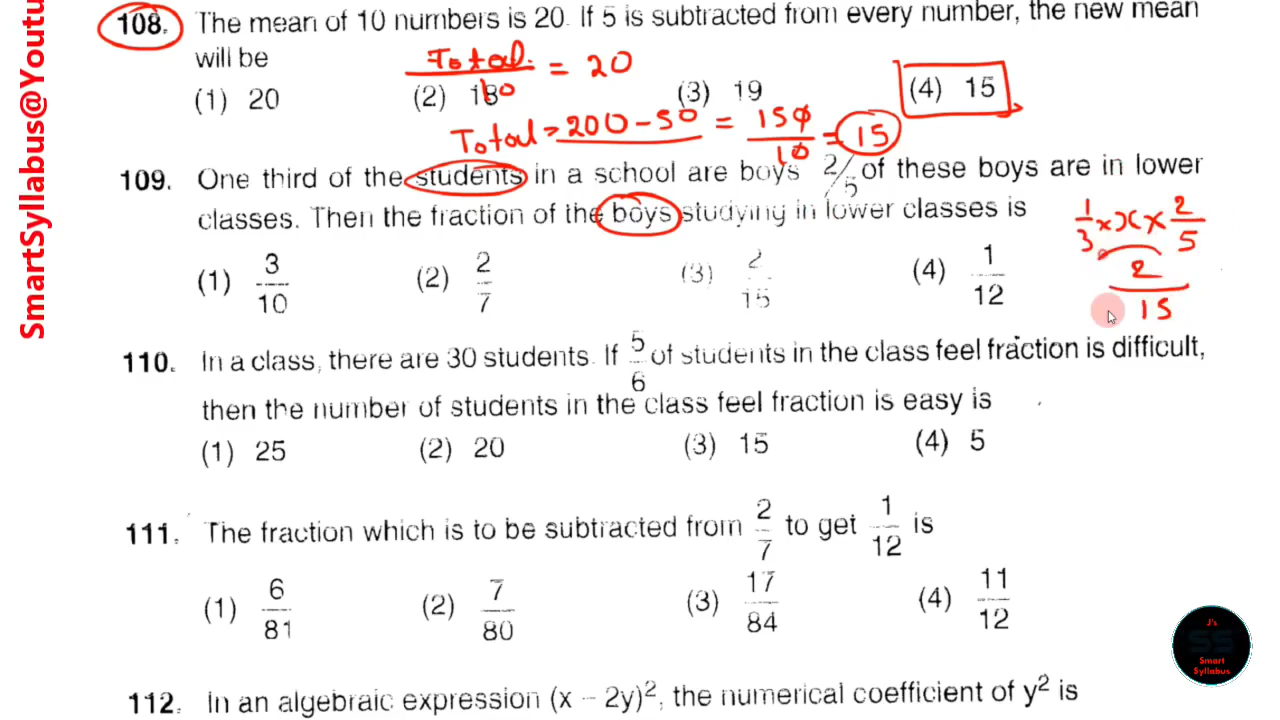 SmartSyllabus@Youtu
108. The mean of 10 numbers is 20. If 5 is subtracted from every number, the new mean
will be
Total / 10 = 20
(1) 20 (2) 18 (3) 19 (4) 15
Total = 200 - 50 = 150 / 10 = 15
109. One third of the students in a school are boys 2/5 of these boys are in lower
classes. Then the fraction of the boys studying in lower classes is
1/3 × x × 2/5
2/15
(1) 3/10 (2) 2/7 (3) 2/15 (4) 1/12
110. In a class, there are 30 students. If 5/6 of students in the class feel fraction is difficult,
then the number of students in the class feel fraction is easy is
(1) 25 (2) 20 (3) 15 (4) 5
111. The fraction which is to be subtracted from 2/7 to get 1/12 is
(1) 6/81 (2) 7/80 (3) 17/84 (4) 11/12
112. In an algebraic expression (x – 2y)², the numerical coefficient of y² is
J's
SS
Smart
Syllabus